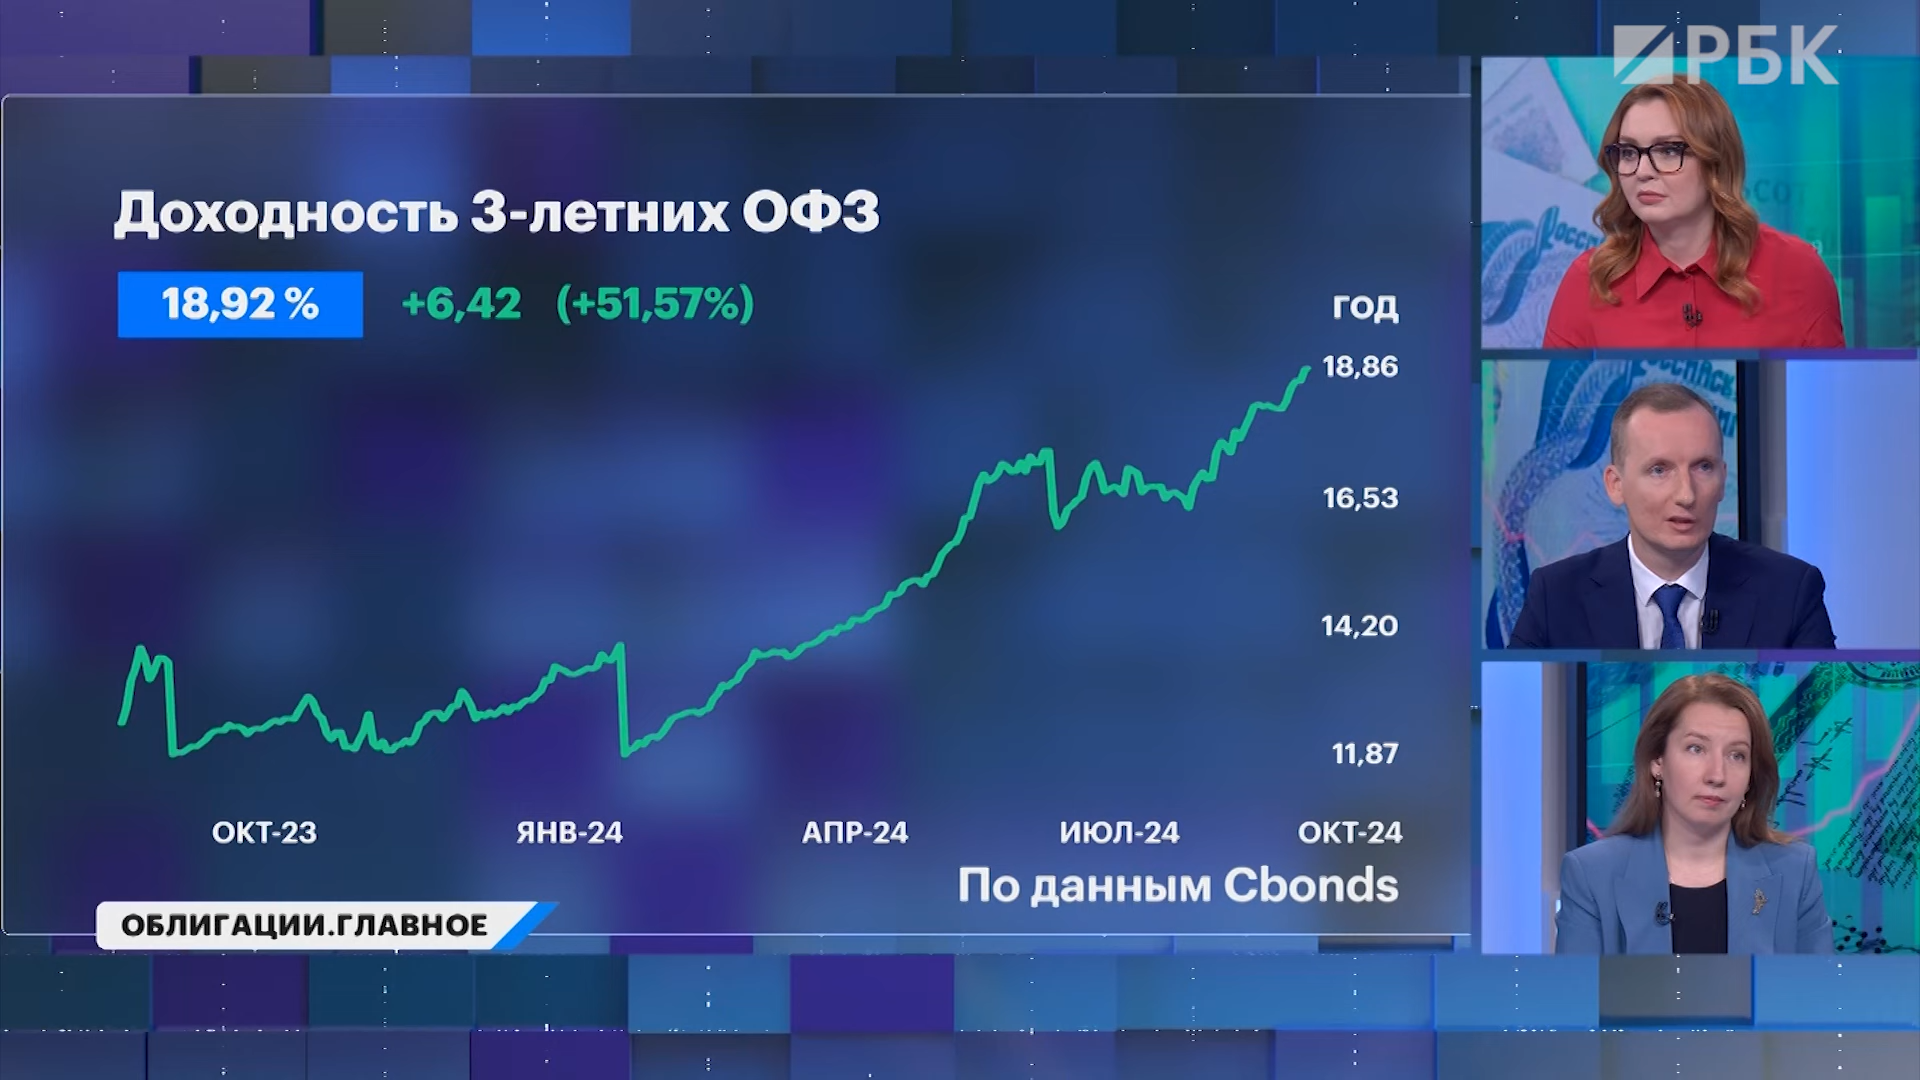 РБК
Доходность 3-летних ОФЗ
18,92 % +6,42 (+51,57%)
ГОД
18,86
16,53
14,20
11,87
ОКТ-23 ЯНВ-24 АПР-24 ИЮЛ-24 ОКТ-24
По данным Cbonds
ОБЛИГАЦИИ.ГЛАВНОЕ